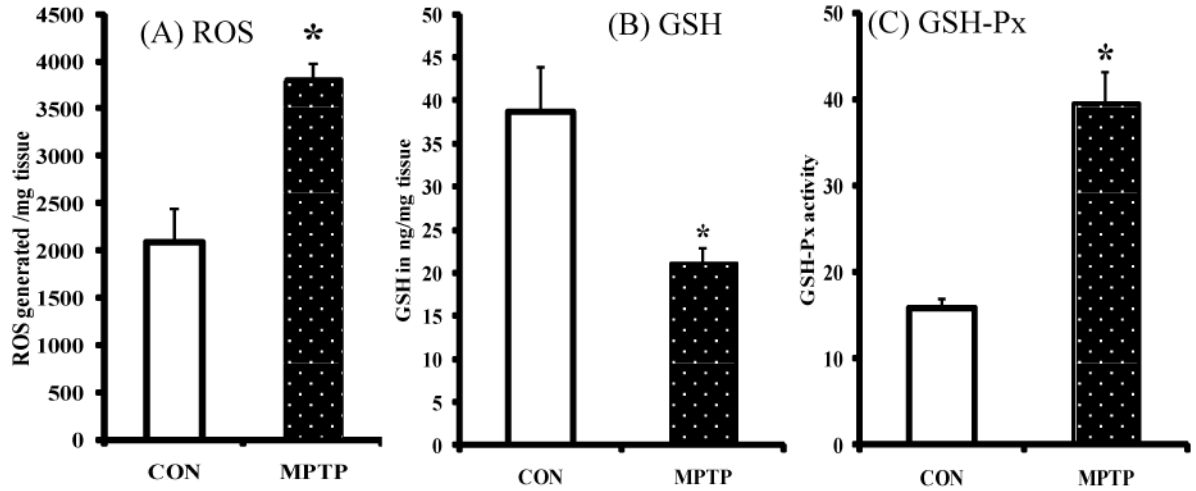 (A) ROS
ROS generated /mg tissue
4500
4000
3500
3000
2500
2000
1500
1000
500
0
*
CON
MPTP
(B) GSH
GSH in ng/mg tissue
50
45
40
35
30
25
20
15
10
5
0
*
CON
MPTP
(C) GSH-Px
GSH-Px activity
50
40
30
20
10
0
*
CON
MPTP